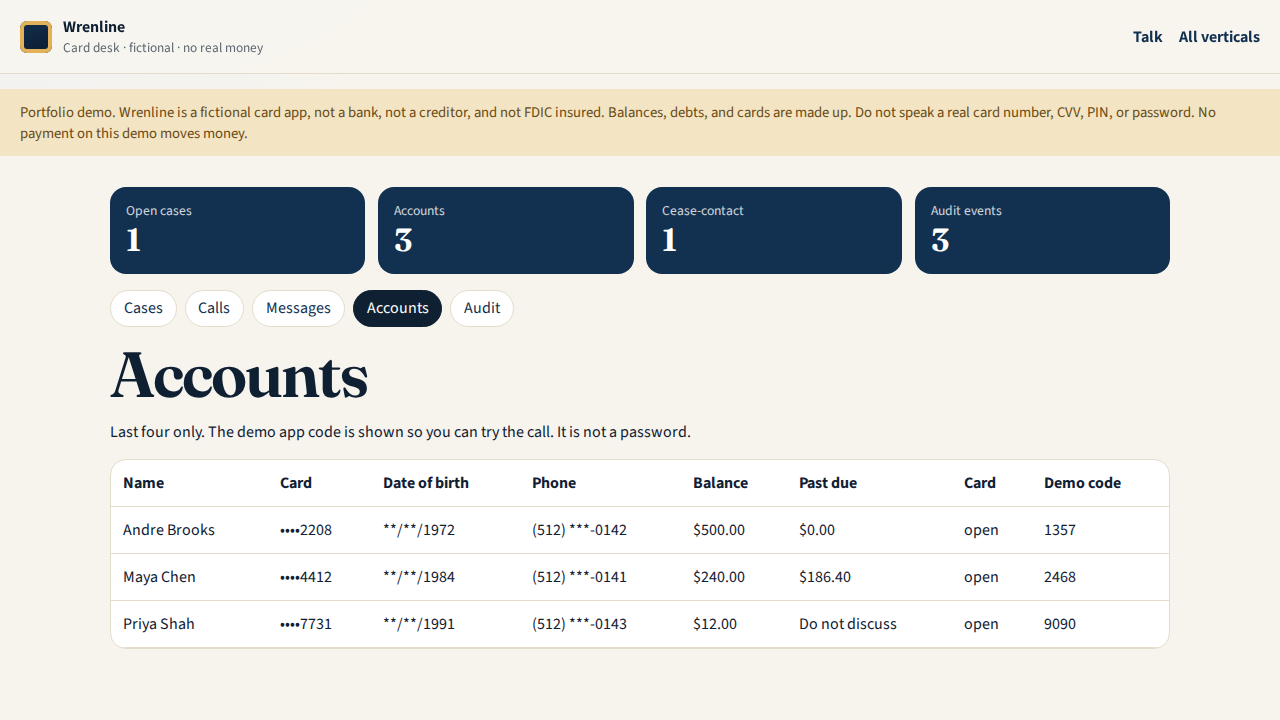 Wrenline
Card desk · fictional · no real money
Talk All verticals
Portfolio demo. Wrenline is a fictional card app, not a bank, not a creditor, and not FDIC insured. Balances, debts, and cards are made up. Do not speak a real card number, CVV, PIN, or password. No
payment on this demo moves money.
Open cases Accounts Cease-contact Audit events
1 3 1 3
Cases Calls Messages Accounts Audit
Accounts
Last four only. The demo app code is shown so you can try the call. It is not a password.
Name Card Date of birth Phone Balance Past due Card Demo code
Andre Brooks ••••2208 **/**/1972 (512) ***-0142 $500.00 $0.00 open 1357
Maya Chen ••••4412 **/**/1984 (512) ***-0141 $240.00 $186.40 open 2468
Priya Shah ••••7731 **/**/1991 (512) ***-0143 $12.00 Do not discuss open 9090